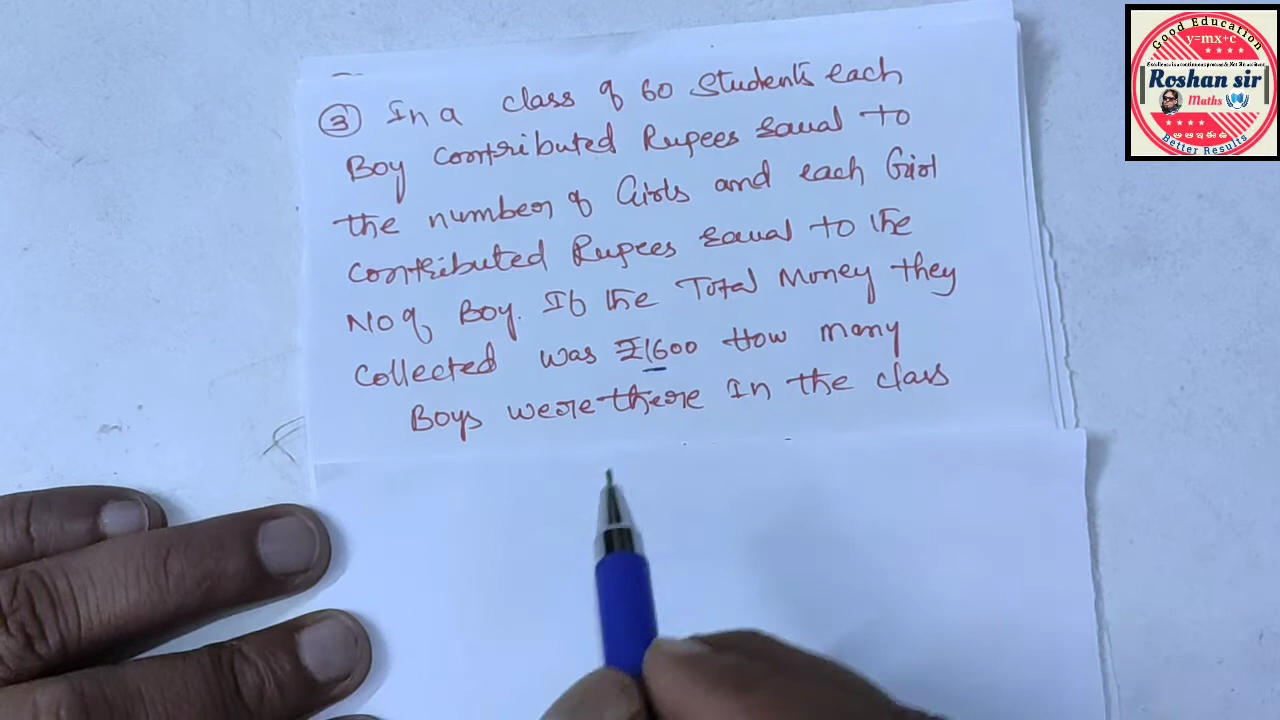 ③ In a class of 60 students each
Boy contributed Rupees equal to
the number of Girls and each Girl
contributed Rupees equal to the
No of Boy. If the Total Money they
collected was ₹1600 How many
Boys were there In the class
Good Education
y=mx+c
Roshan sir
Maths
Better Results